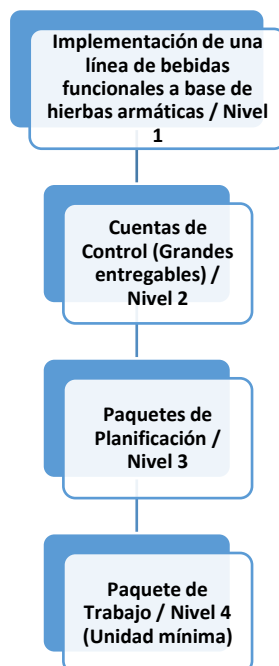 Implementación de una
línea de bebidas
funcionales a base de
hierbas armáticas / Nivel
1
Cuentas de
Control (Grandes
entregables) /
Nivel 2
Paquetes de
Planificación /
Nivel 3
Paquete de
Trabajo / Nivel 4
(Unidad mínima)